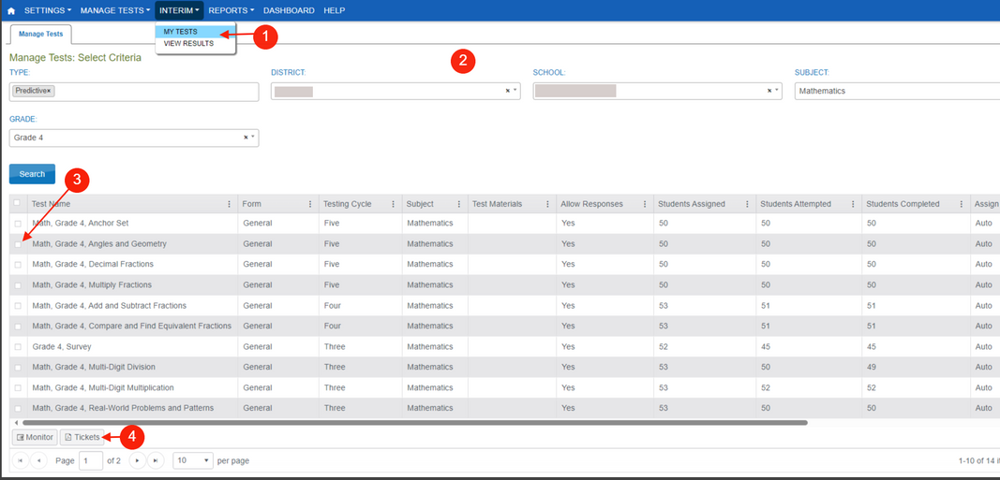 SETTINGS MANAGE TESTS INTERIM REPORTS DASHBOARD HELP
Manage Tests
MY TESTS
VIEW RESULTS
1
2
Manage Tests: Select Criteria
TYPE: DISTRICT: SCHOOL: SUBJECT:
Predictive× × × Mathematics
GRADE:
Grade 4 ×
Search
3
Test Name Form Testing Cycle Subject Test Materials Allow Responses Students Assigned Students Attempted Students Completed Assign
Math, Grade 4, Anchor Set General Five Mathematics Yes 50 50 50 Auto
Math, Grade 4, Angles and Geometry General Five Mathematics Yes 50 50 50 Auto
Math, Grade 4, Decimal Fractions General Five Mathematics Yes 50 50 50 Auto
Math, Grade 4, Multiply Fractions General Five Mathematics Yes 50 50 50 Auto
Math, Grade 4, Add and Subtract Fractions General Four Mathematics Yes 53 51 51 Auto
Math, Grade 4, Compare and Find Equivalent Fractions General Four Mathematics Yes 53 51 51 Auto
Grade 4, Survey General Three Mathematics Yes 52 45 45 Auto
Math, Grade 4, Multi-Digit Division General Three Mathematics Yes 53 50 49 Auto
Math, Grade 4, Multi-Digit Multiplication General Three Mathematics Yes 53 52 52 Auto
Math, Grade 4, Real-World Problems and Patterns General Three Mathematics Yes 53 50 50 Auto
Monitor Tickets 4
Page 1 of 2 10 per page 1-10 of 14